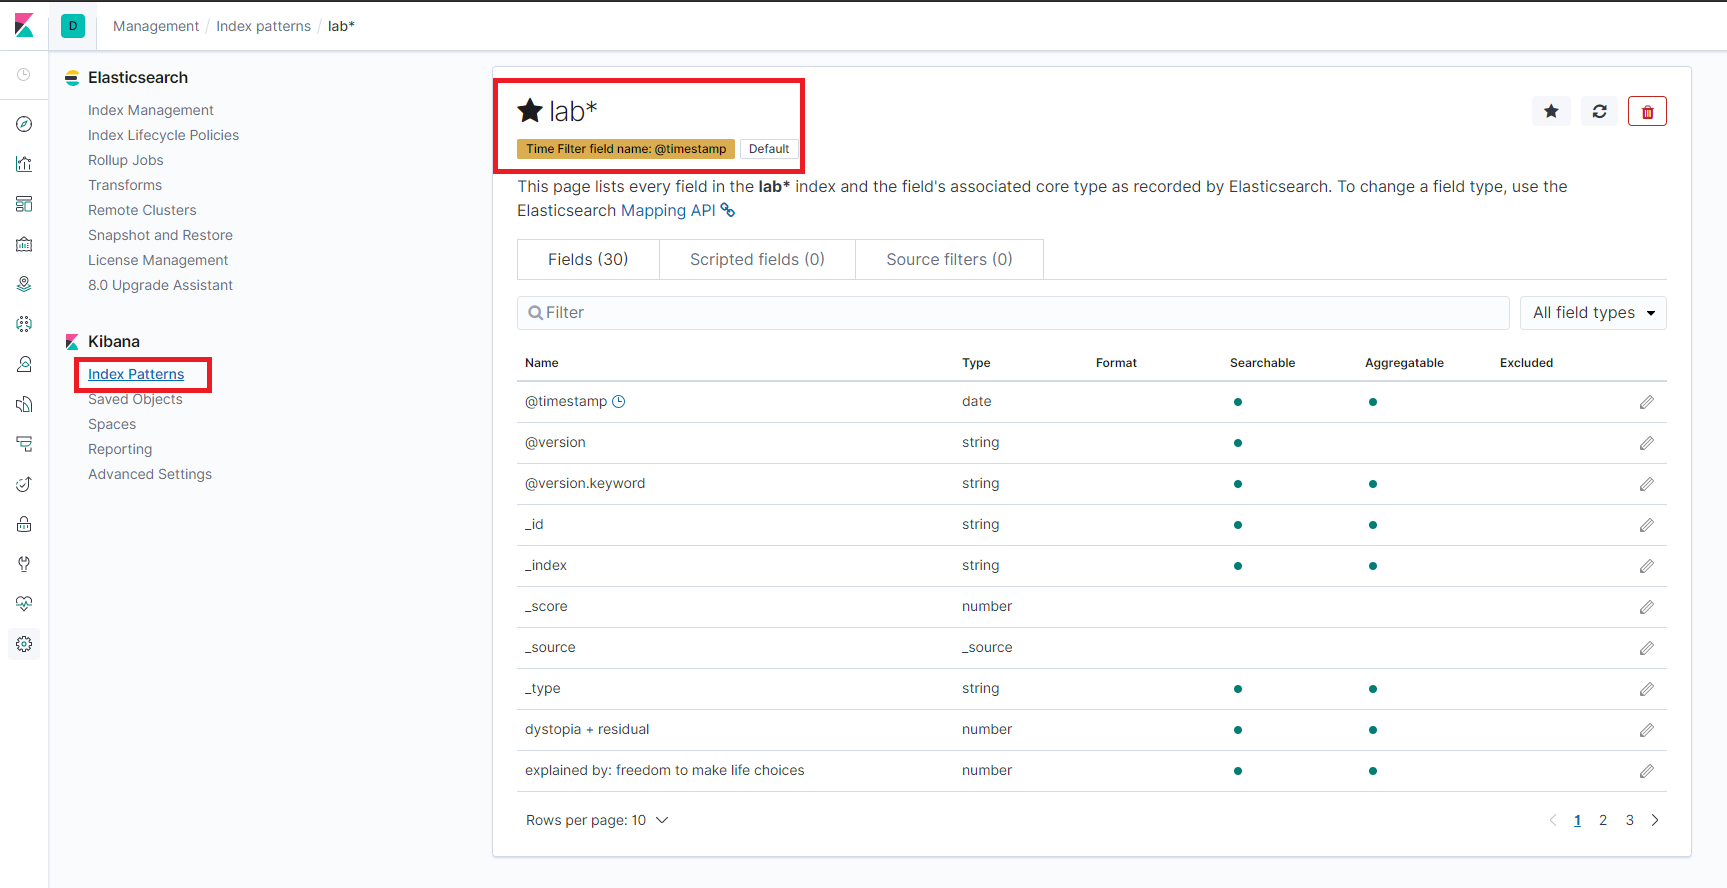 D Management / Index patterns / lab*
Elasticsearch
Index Management
Index Lifecycle Policies
Rollup Jobs
Transforms
Remote Clusters
Snapshot and Restore
License Management
8.0 Upgrade Assistant
Kibana
Index Patterns
Saved Objects
Spaces
Reporting
Advanced Settings
lab*
Time Filter field name: @timestamp Default
This page lists every field in the lab* index and the field's associated core type as recorded by Elasticsearch. To change a field type, use the
Elasticsearch Mapping API
Fields (30) Scripted fields (0) Source filters (0)
Filter All field types
Name Type Format Searchable Aggregatable Excluded
@timestamp date
@version string
@version.keyword string
_id string
_index string
_score number
_source _source
_type string
dystopia + residual number
explained by: freedom to make life choices number
Rows per page: 10 < 1 2 3 >